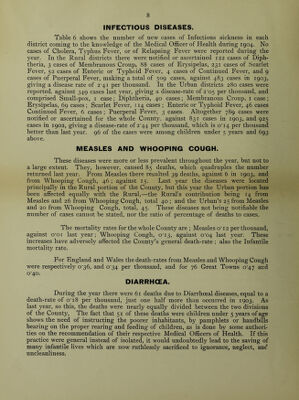 8
INFECTIOUS DISEASES.
Table 6 shows the number of new cases of Infectious sickness in each
district coming to the knowledge of the Medical Officer of Health during 1904. No
cases of Cholera, Typhus Fever, or of Relapsing Fever were reported during the
year. In the Rural districts there were notified or ascertained 122 cases of Diph-
theria, 3 cases of Membranous Croup, 88 cases of Erysipelas, 231 cases of Scarlet
Fever, 52 cases of Enteric or Typhoid Fever, 4 cases of Continued Fever, and 9
cases of Puerperal Fever, making a total of 509 cases, against 483 cases in 1903,
giving a disease rate of 2'41 per thousand. In the Urban districts 280 cases were
reported, against 349 cases last year, giving a disease-rate of 2'05 per thousand, and
comprised Small-pox, 1 case; Diphtheria, 40 cases; Membranous Croup, 1 case,
Erysipelas, 69 cases; Scarlet Fever, 114 cases; Enteric or Typhoid Fever, 46 cases
Continued Fever, 6 cases; Puerperal Fever, 3 cases. Altogether 789 cases were
notified or ascertained for the whole County, against 832 cases in 1903, and 925
cases in 1902, giving a disease-rate of 2'44 per thousand, which is 0'28 per thousand
better than last year. 96 of the cases were among children under 5 years and 693
above.
MEASLES AND WHOOPING COUGH.
These diseases were more or less prevalent throughout the year, but not to
a large extent. They, however, caused 85 deaths, which quadruples the number
returned last year. From Measles there resulted 39 deaths, against 6 in 1903, and
from Whooping Cough, 46; against 15. Last year the diseases were located
principally in the Rural portion of the County, but this year the Urban portion has
been affected equally with the Rural,—the Rural's contribution being 14 from
Measles and 26 from Whooping Cough, total 40; and the Urban's 25 from Measles
and 20 from Whooping Cough, total, 45. These diseases not being notifiable the
number of cases cannot be stated, nor the ratio of percentage of deaths to cases.
The mortality rates for the whole County are; Measles 0'12 per thousand,
against 0'01 last year; Whooping Cough, 0'13, against 0'04 last year. These
increases have adversely affected the County's general death-rate; also the Infantile
mortality rate.
For England and Wales the death-rates from Measles and Whooping Cough
were respectively 0'36, and 0'34 per thousand, and for 76 Great Towns 0'47 and
0'40.
DIARRHŒA.
During the year there were 61 deaths due to Diarrhœal diseases, equal to a
death-rate of 0'18 per thousand, just one half more than occurred in 1903. As
last year, so this, the deaths were nearly equally divided between the two divisions
of the County. The fact that 51 of these deaths were children under 5 years of age
shows the need of instructing the poorer inhabitants, by pamphlets or handbills
bearing on the proper rearing and feeding of children, as is done by some authori-
ties on the recommendation of their respective Medical Officers of Health. If this
practice were general instead of isolated, it would undoubtedly lead to the saving of
many infantile lives which are now ruthlessly sacrificed to ignorance, neglect, and
uncleanliness.